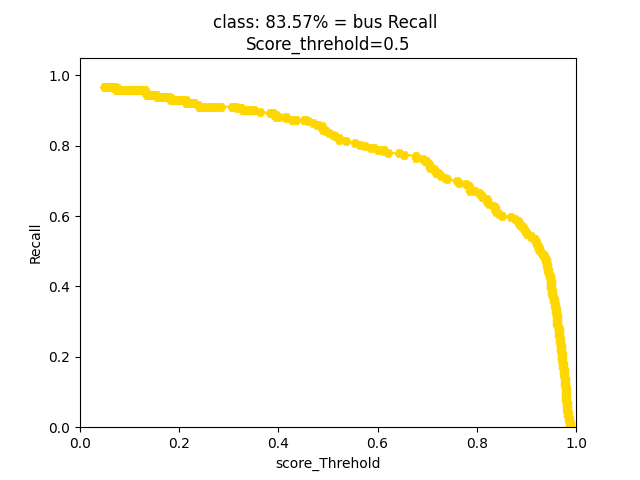 class: 83.57% = bus Recall
Score_threhold=0.5
1.0
0.8
0.6
0.4
0.2
0.0
Recall
0.0 0.2 0.4 0.6 0.8 1.0
score_Threhold